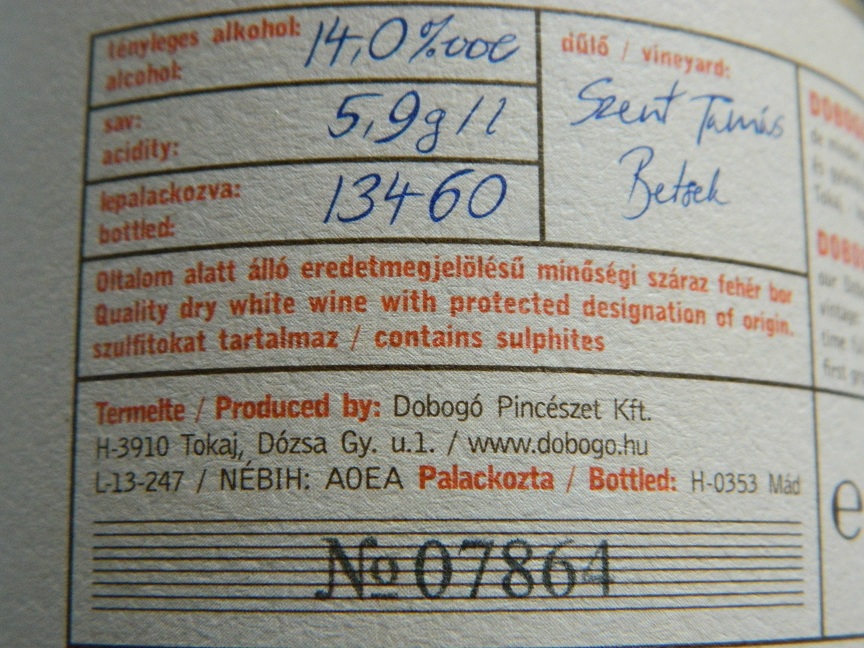 tényleges alkohol: 14,0%
alcohol:
sav: 5,9g/l
acidity:
lepalackozva: 13460
bottled:
dűlő / vineyard:
Szent Tamás
Betsek
Oltalom alatt álló eredetmegjelölésű minőségi száraz fehér bor
Quality dry white wine with protected designation of origin.
szulfitokat tartalmaz / contains sulphites
Termelte / Produced by: Dobogó Pincészet Kft.
H-3910 Tokaj, Dózsa Gy. u.1. / www.dobogo.hu
L-13-247 / NÉBIH: AOEA Palackozta / Bottled: H-0353 Mád
No 07864
e